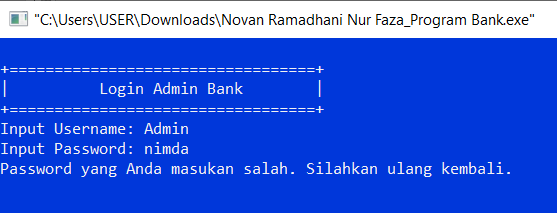 "C:\Users\USER\Downloads\Novan Ramadhani Nur Faza_Program Bank.exe"
+==================================+
| Login Admin Bank |
+==================================+
Input Username: Admin
Input Password: nimda
Password yang Anda masukan salah. Silahkan ulang kembali.